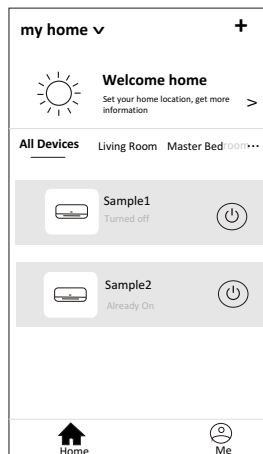 my home
Welcome home
Set your home location, get more
information
All Devices Living Room Master Bedroom ...
Sample1
Turned off
Sample2
Already On
Home Me